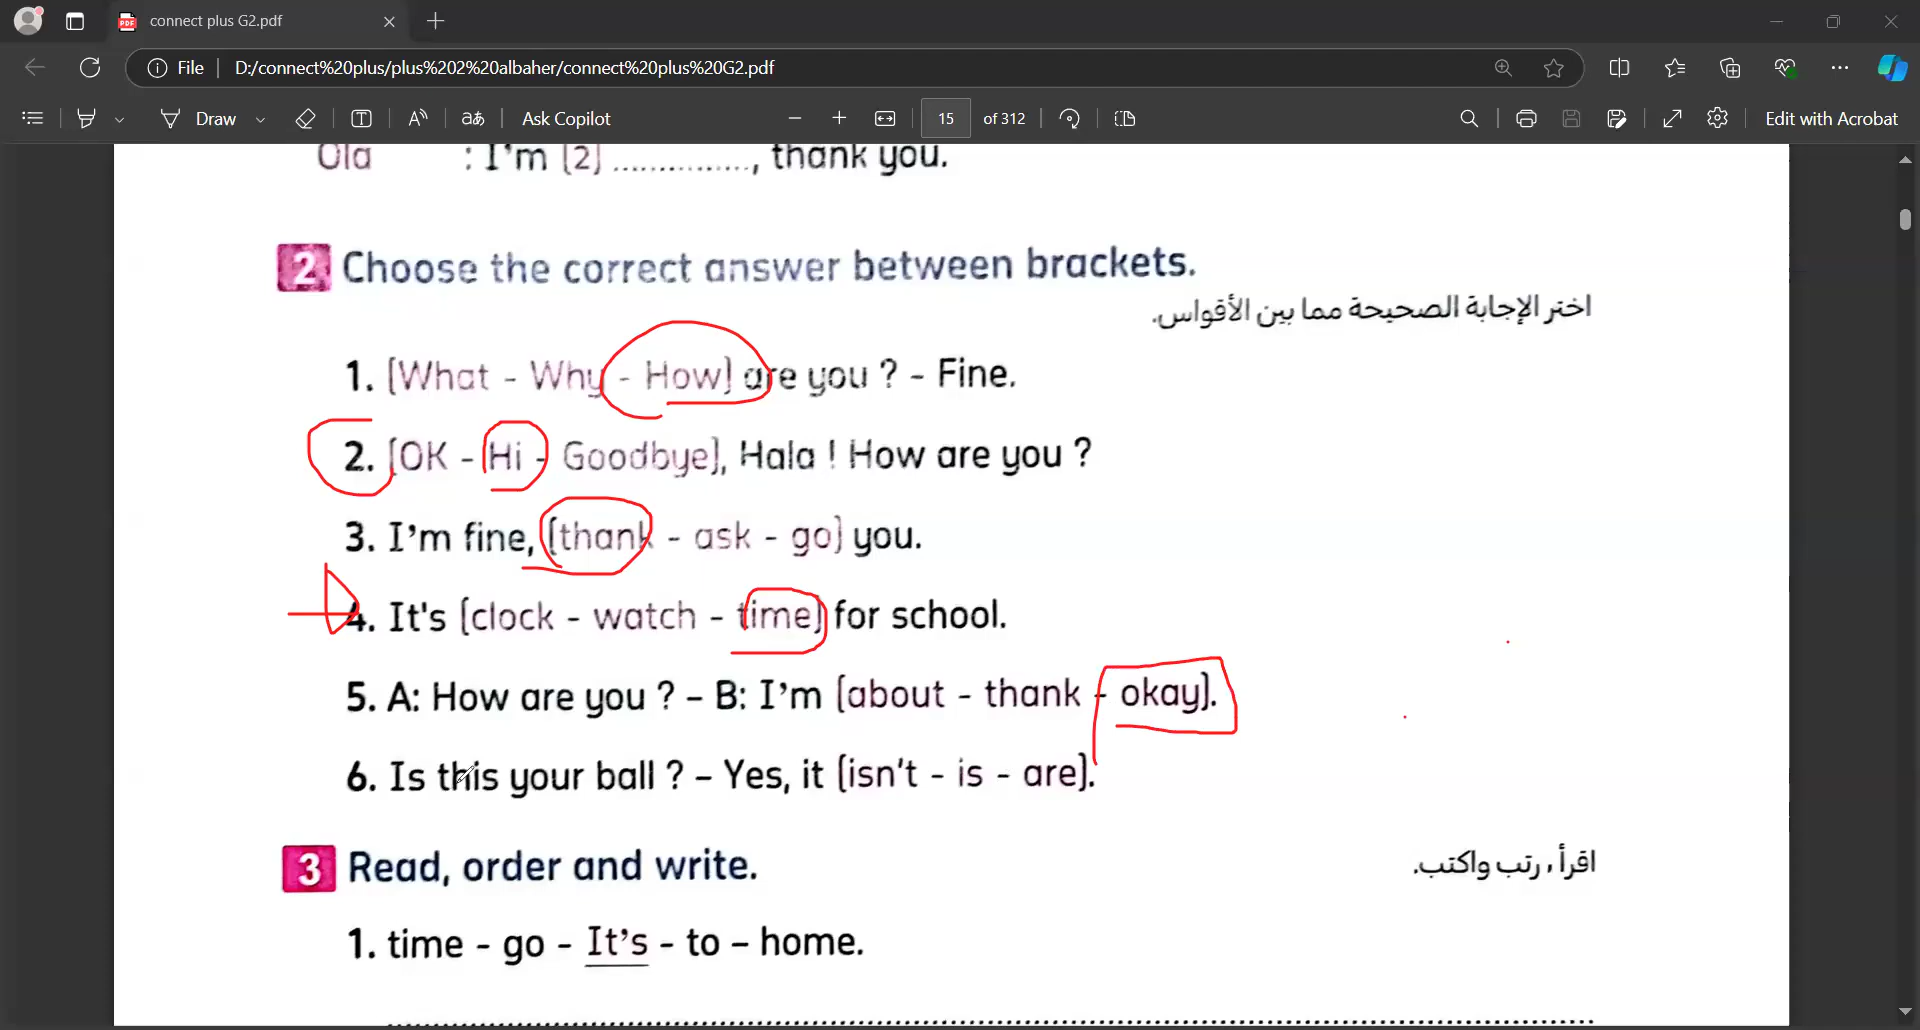 connect plus G2.pdf
File D:/connect%20plus/plus%202%20albaher/connect%20plus%20G2.pdf
Draw aあ Ask Copilot 15 of 312 Edit with Acrobat
Ola : I'm (2) ..............., thank you.
2 Choose the correct answer between brackets.
اختر الإجابة الصحيحة مما بين الأقواس.
1. (What - Why - How) are you ? - Fine.
2. (OK - Hi - Goodbye), Hala ! How are you ?
3. I'm fine, (thank - ask - go) you.
4. It's (clock - watch - time) for school.
5. A: How are you ? – B: I'm (about - thank - okay).
6. Is this your ball ? – Yes, it (isn't - is - are).
3 Read, order and write.
اقرأ، رتب واكتب.
1. time - go - It's - to – home.